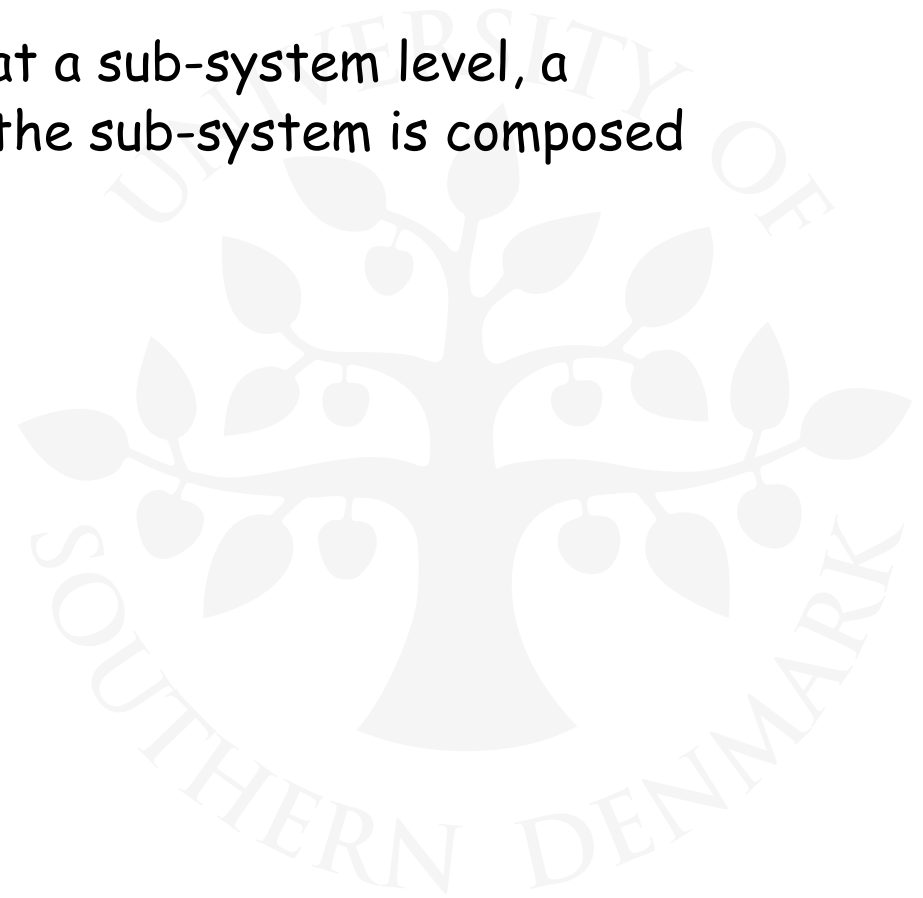 UNIVERSITY OF
at a sub-system level, a
the sub-system is composed
SOUTHERN DENMARK